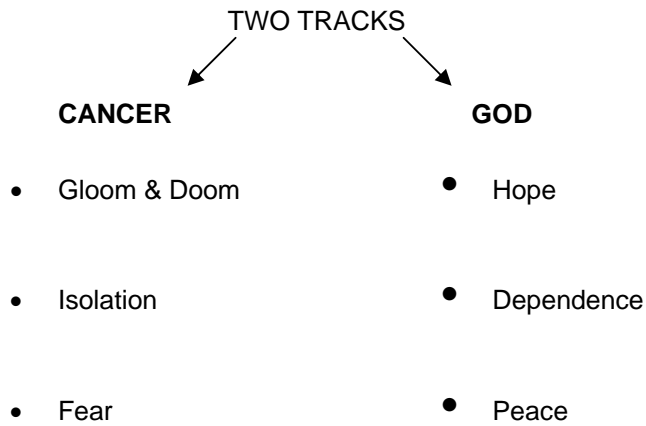 TWO TRACKS
CANCER GOD
• Gloom & Doom • Hope
• Isolation • Dependence
• Fear • Peace